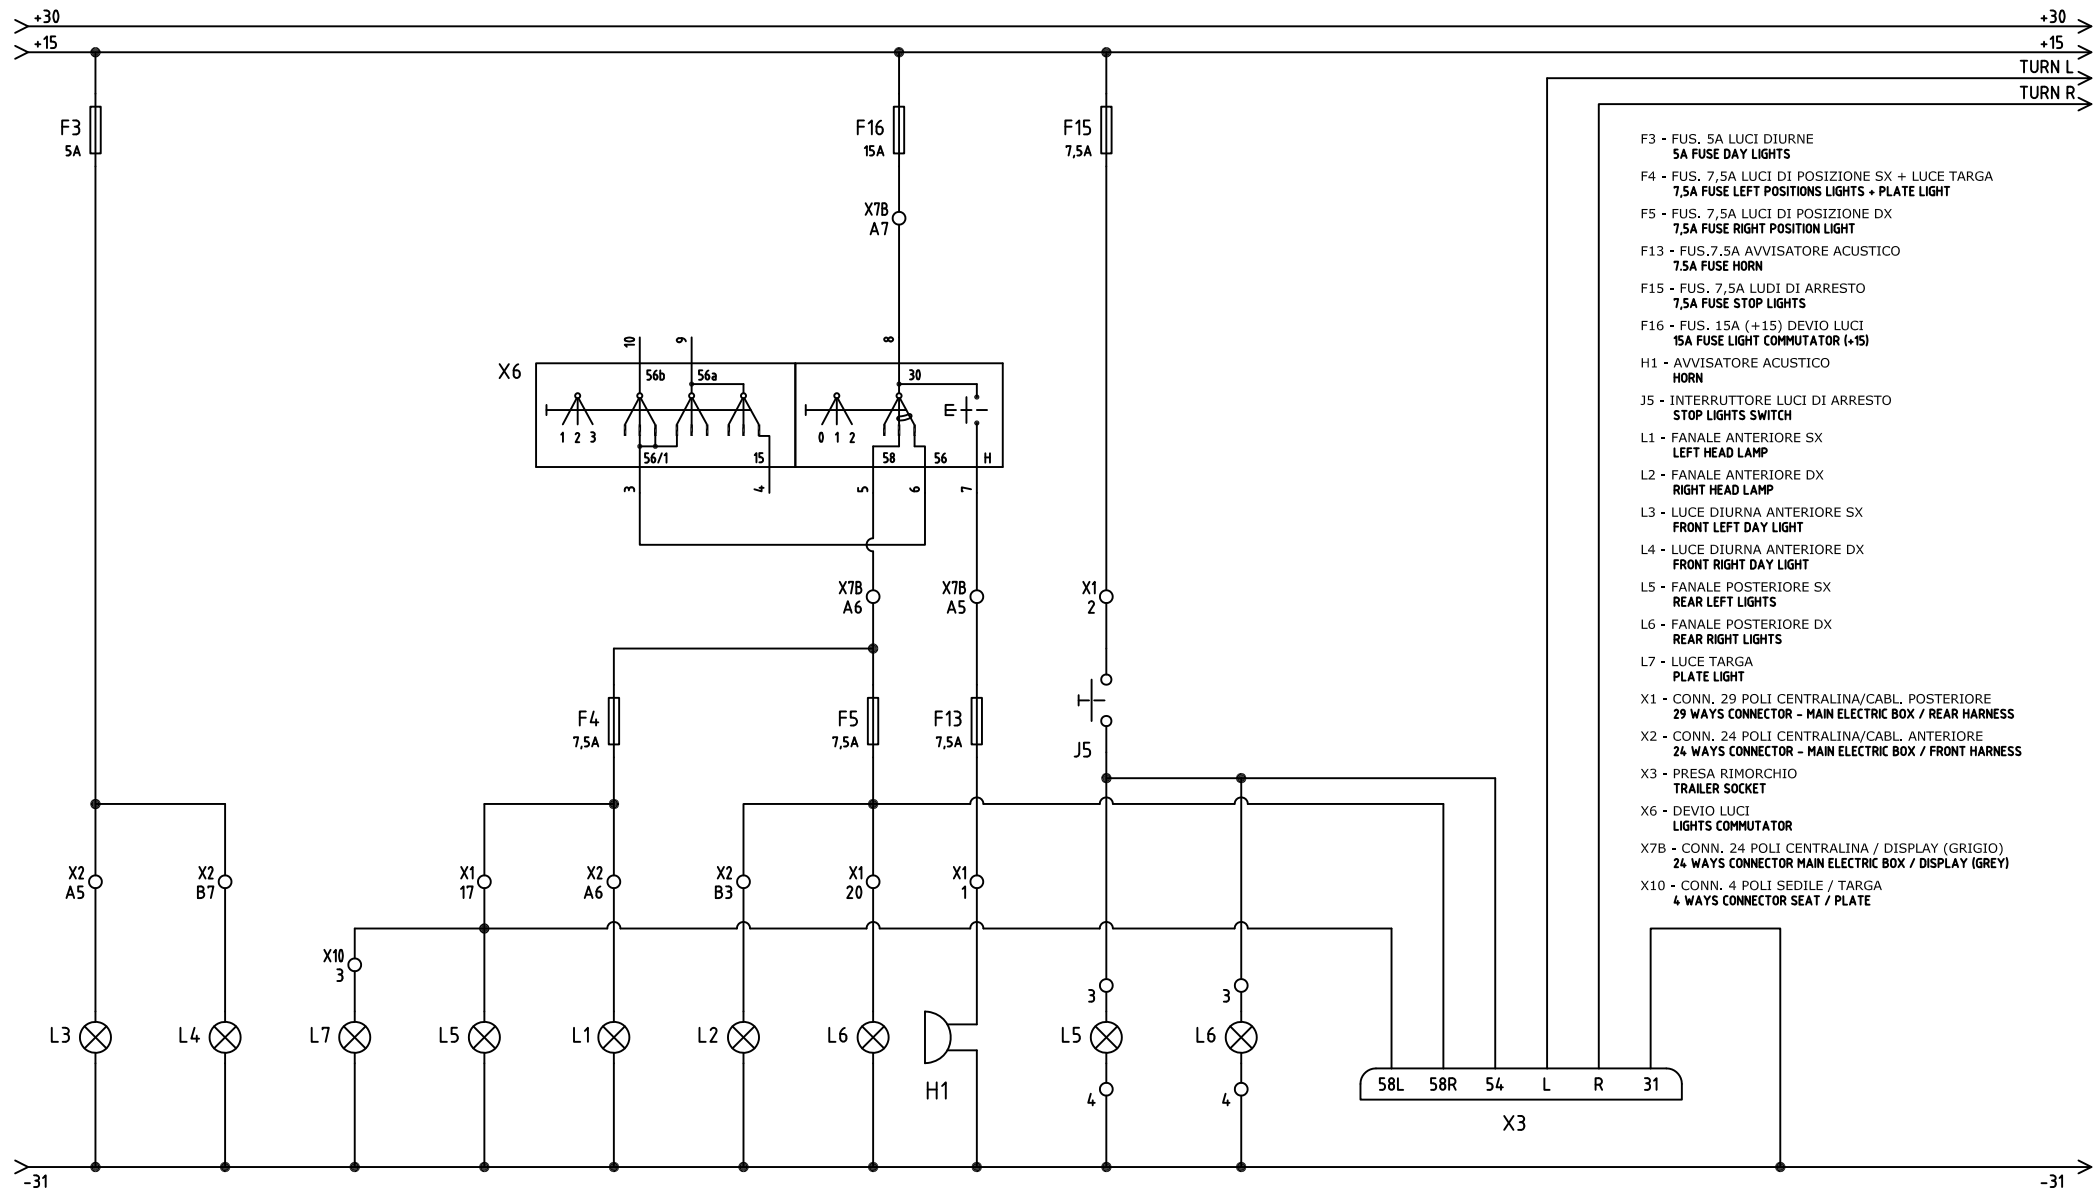 +30
+30
+15
+15
TURN L
TURN R
F3
5A
F16
15A
F15
7,5A
X7B
A7
F3 - FUS. 5A LUCI DIURNE
5A FUSE DAY LIGHTS
F4 - FUS. 7,5A LUCI DI POSIZIONE SX + LUCE TARGA
7,5A FUSE LEFT POSITIONS LIGHTS + PLATE LIGHT
F5 - FUS. 7,5A LUCI DI POSIZIONE DX
7,5A FUSE RIGHT POSITION LIGHT
F13 - FUS.7.5A AVVISATORE ACUSTICO
7.5A FUSE HORN
F15 - FUS. 7,5A LUDI DI ARRESTO
7,5A FUSE STOP LIGHTS
F16 - FUS. 15A (+15) DEVIO LUCI
15A FUSE LIGHT COMMUTATOR (+15)
H1 - AVVISATORE ACUSTICO
HORN
J5 - INTERRUTTORE LUCI DI ARRESTO
STOP LIGHTS SWITCH
L1 - FANALE ANTERIORE SX
LEFT HEAD LAMP
L2 - FANALE ANTERIORE DX
RIGHT HEAD LAMP
L3 - LUCE DIURNA ANTERIORE SX
FRONT LEFT DAY LIGHT
L4 - LUCE DIURNA ANTERIORE DX
FRONT RIGHT DAY LIGHT
L5 - FANALE POSTERIORE SX
REAR LEFT LIGHTS
L6 - FANALE POSTERIORE DX
REAR RIGHT LIGHTS
L7 - LUCE TARGA
PLATE LIGHT
X1 - CONN. 29 POLI CENTRALINA/CABL. POSTERIORE
29 WAYS CONNECTOR - MAIN ELECTRIC BOX / REAR HARNESS
X2 - CONN. 24 POLI CENTRALINA/CABL. ANTERIORE
24 WAYS CONNECTOR - MAIN ELECTRIC BOX / FRONT HARNESS
X3 - PRESA RIMORCHIO
TRAILER SOCKET
X6 - DEVIO LUCI
LIGHTS COMMUTATOR
X7B - CONN. 24 POLI CENTRALINA / DISPLAY (GRIGIO)
24 WAYS CONNECTOR MAIN ELECTRIC BOX / DISPLAY (GREY)
X10 - CONN. 4 POLI SEDILE / TARGA
4 WAYS CONNECTOR SEAT / PLATE
10
9
8
X6
56b
56a
30
1 2 3
0 1 2
56/1
15
58
56
H
3
4
5
6
7
X7B
A6
X7B
A5
X1
2
F4
7,5A
F5
7,5A
F13
7,5A
J5
X2
A5
X2
B7
X1
17
X2
A6
X2
B3
X1
20
X1
1
X10
3
3
3
L3
L4
L7
L5
L1
L2
L6
H1
L5
L6
4
4
58L
58R
54
L
R
31
X3
-31
-31